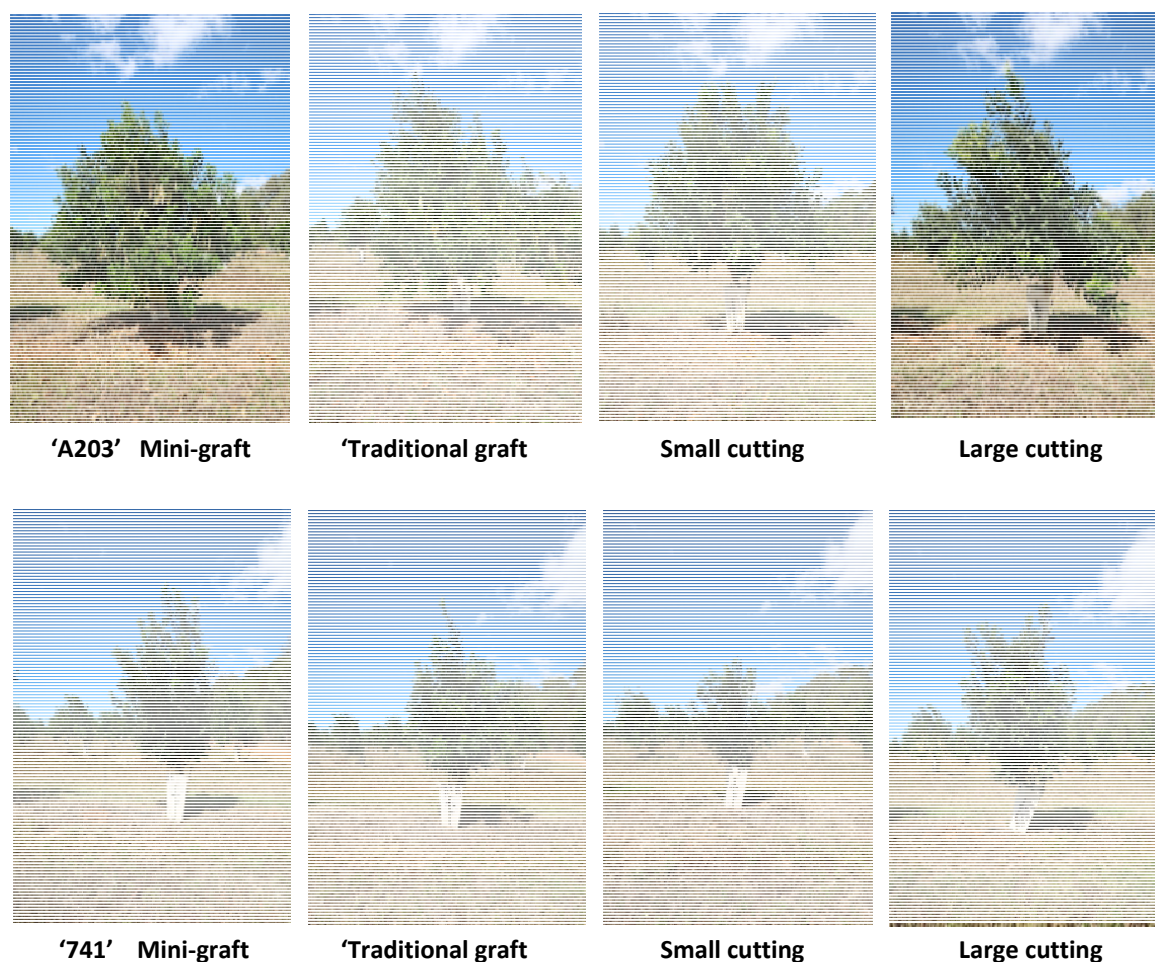 ‘A203’ Mini-graft ‘Traditional graft Small cutting Large cutting
‘741’ Mini-graft ‘Traditional graft Small cutting Large cutting